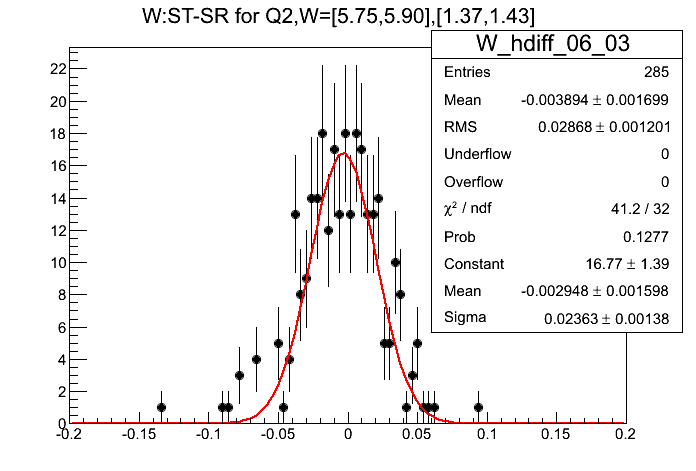 W:ST-SR for Q2,W=[5.75,5.90],[1.37,1.43]
W_hdiff_06_03
Entries 285
Mean -0.003894 ± 0.001699
RMS 0.02868 ± 0.001201
Underflow 0
Overflow 0
χ² / ndf 41.2 / 32
Prob 0.1277
Constant 16.77 ± 1.39
Mean -0.002948 ± 0.001598
Sigma 0.02363 ± 0.00138
22
20
18
16
14
12
10
8
6
4
2
0
-0.2 -0.15 -0.1 -0.05 0 0.05 0.1 0.15 0.2